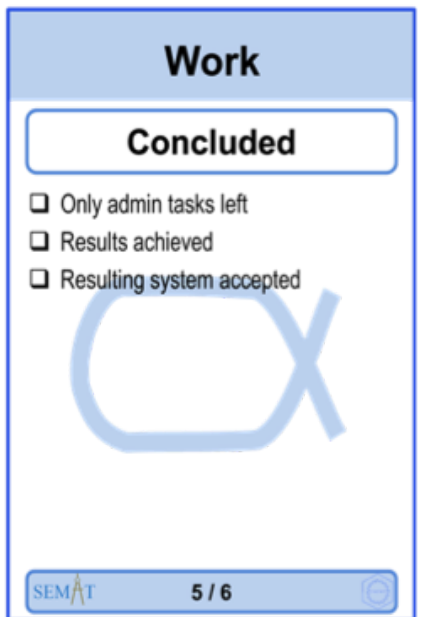 Work
Concluded
Only admin tasks left
Results achieved
Resulting system accepted
SEMAT 5 / 6